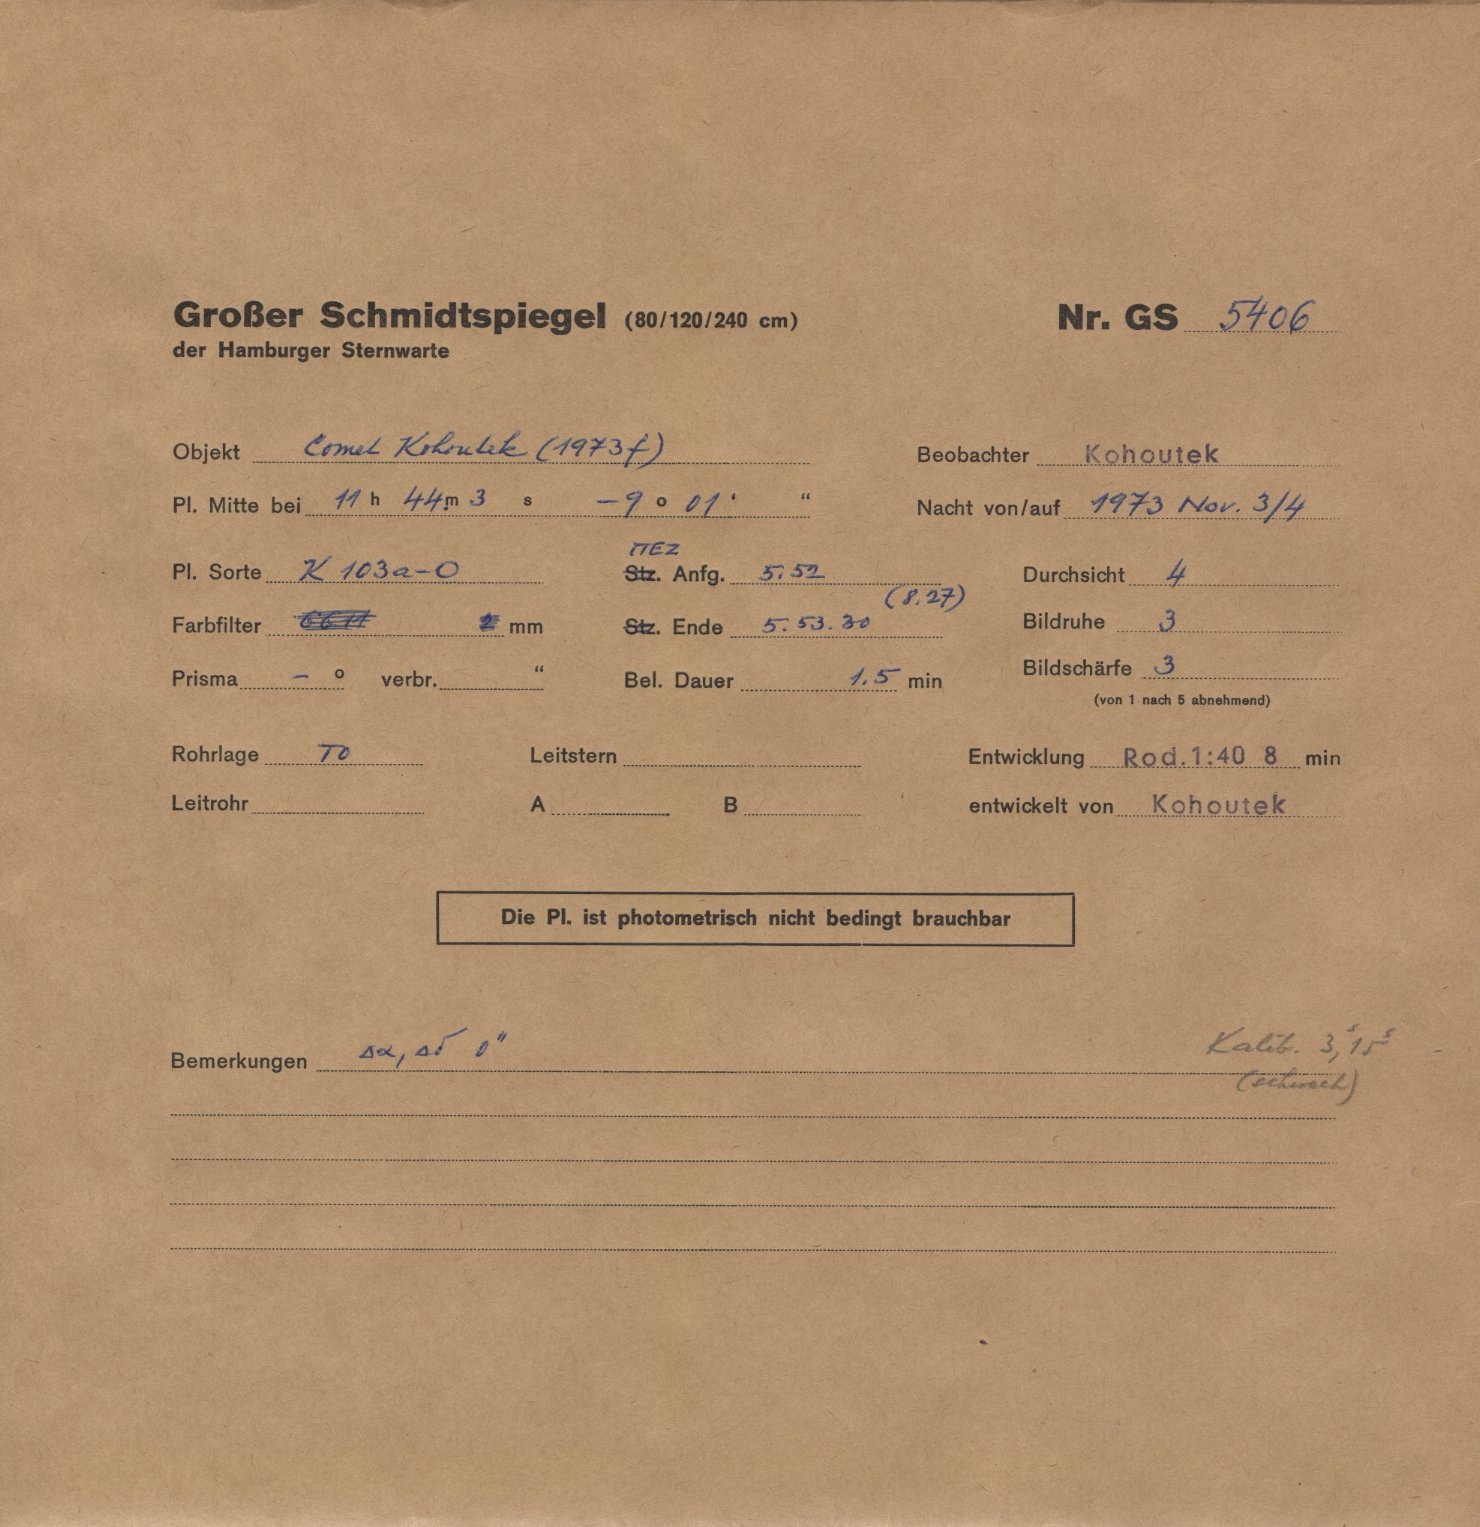 Großer Schmidtspiegel (80/120/240 cm) Nr. GS 5406
der Hamburger Sternwarte
Objekt Comet Kohoutek (1973f) Beobachter Kohoutek
Pl. Mitte bei 11 h 44.m 3 s −9 ° 01 ‘ “ Nacht von/auf 1973 Nov. 3/4
MEZ
Pl. Sorte K 103a-O Stz. Anfg. 5.52 Durchsicht 4
(8.27)
Farbfilter mm Stz. Ende 5.53.30 Bildruhe 3
Prisma – ° verbr. “ Bel. Dauer 1.5 min Bildschärfe 3
(von 1 nach 5 abnehmend)
Rohrlage TO Leitstern Entwicklung Rod.1:40 8 min
Leitrohr A B entwickelt von Kohoutek
Die Pl. ist photometrisch nicht bedingt brauchbar
Bemerkungen Δα, Δδ 0" Kalib. 3ˢ, 15ˢ
(schwach)